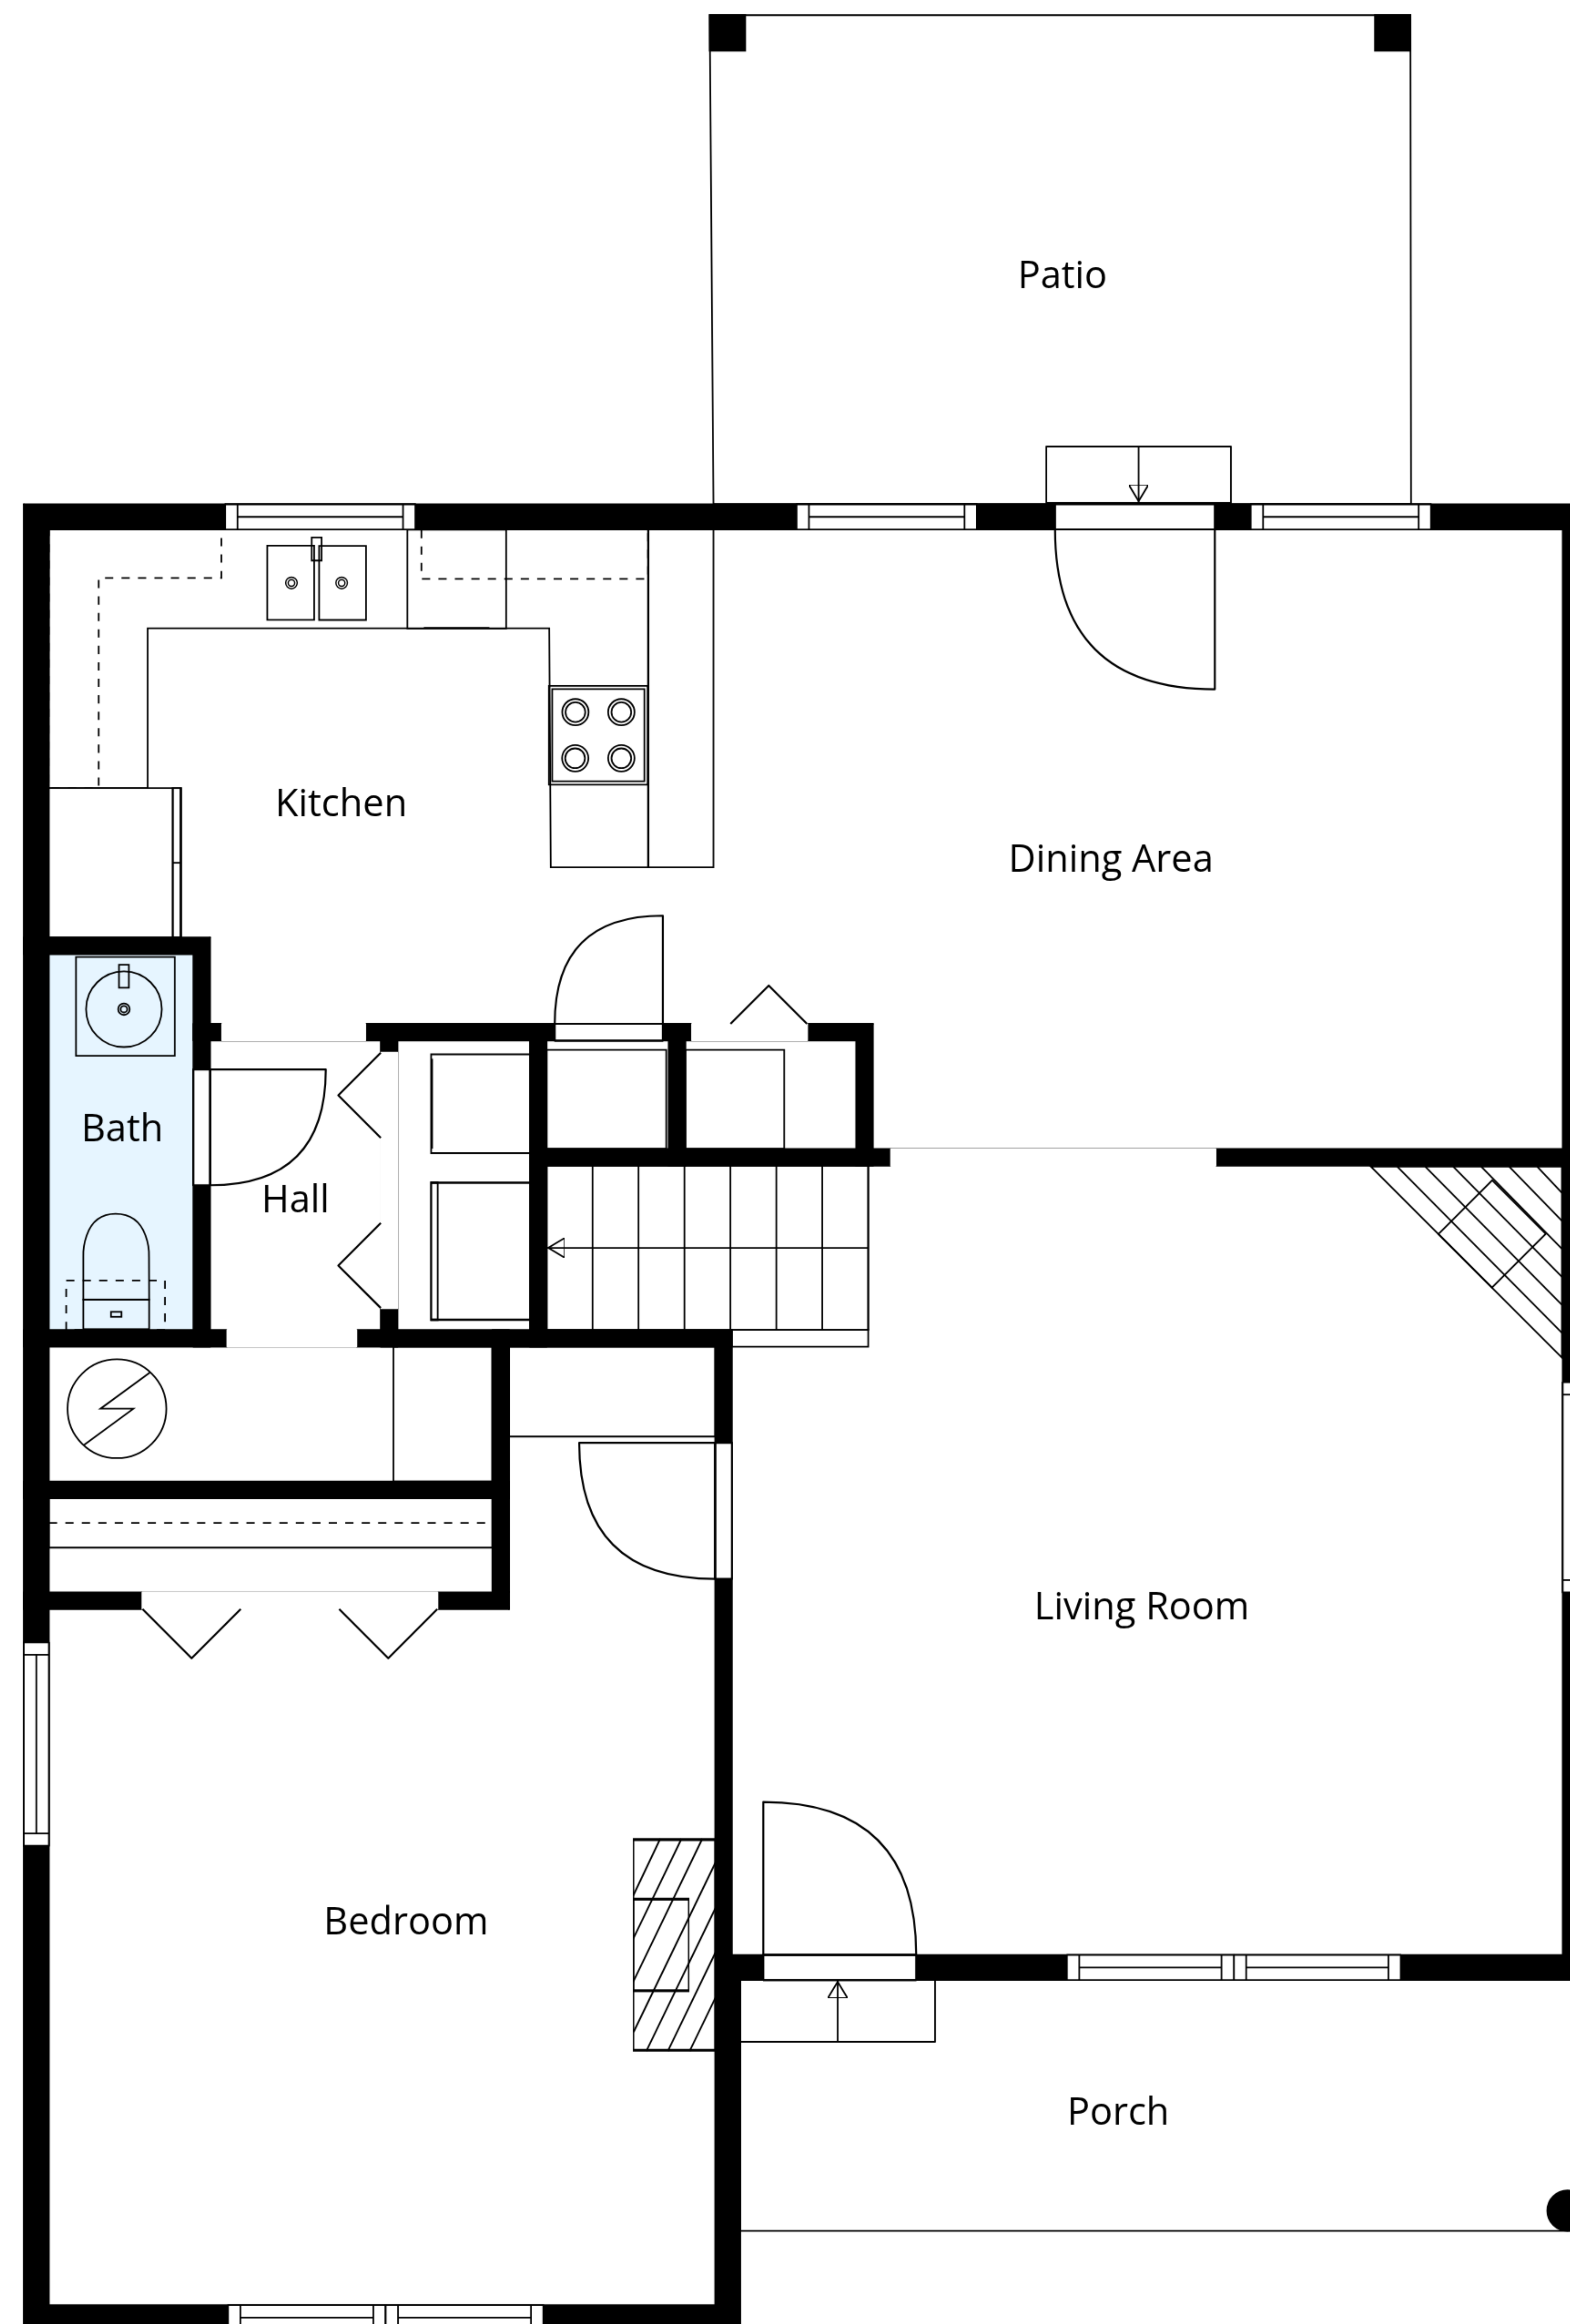 Patio
Kitchen
Dining Area
Bath
Hall
Living Room
Bedroom
Porch